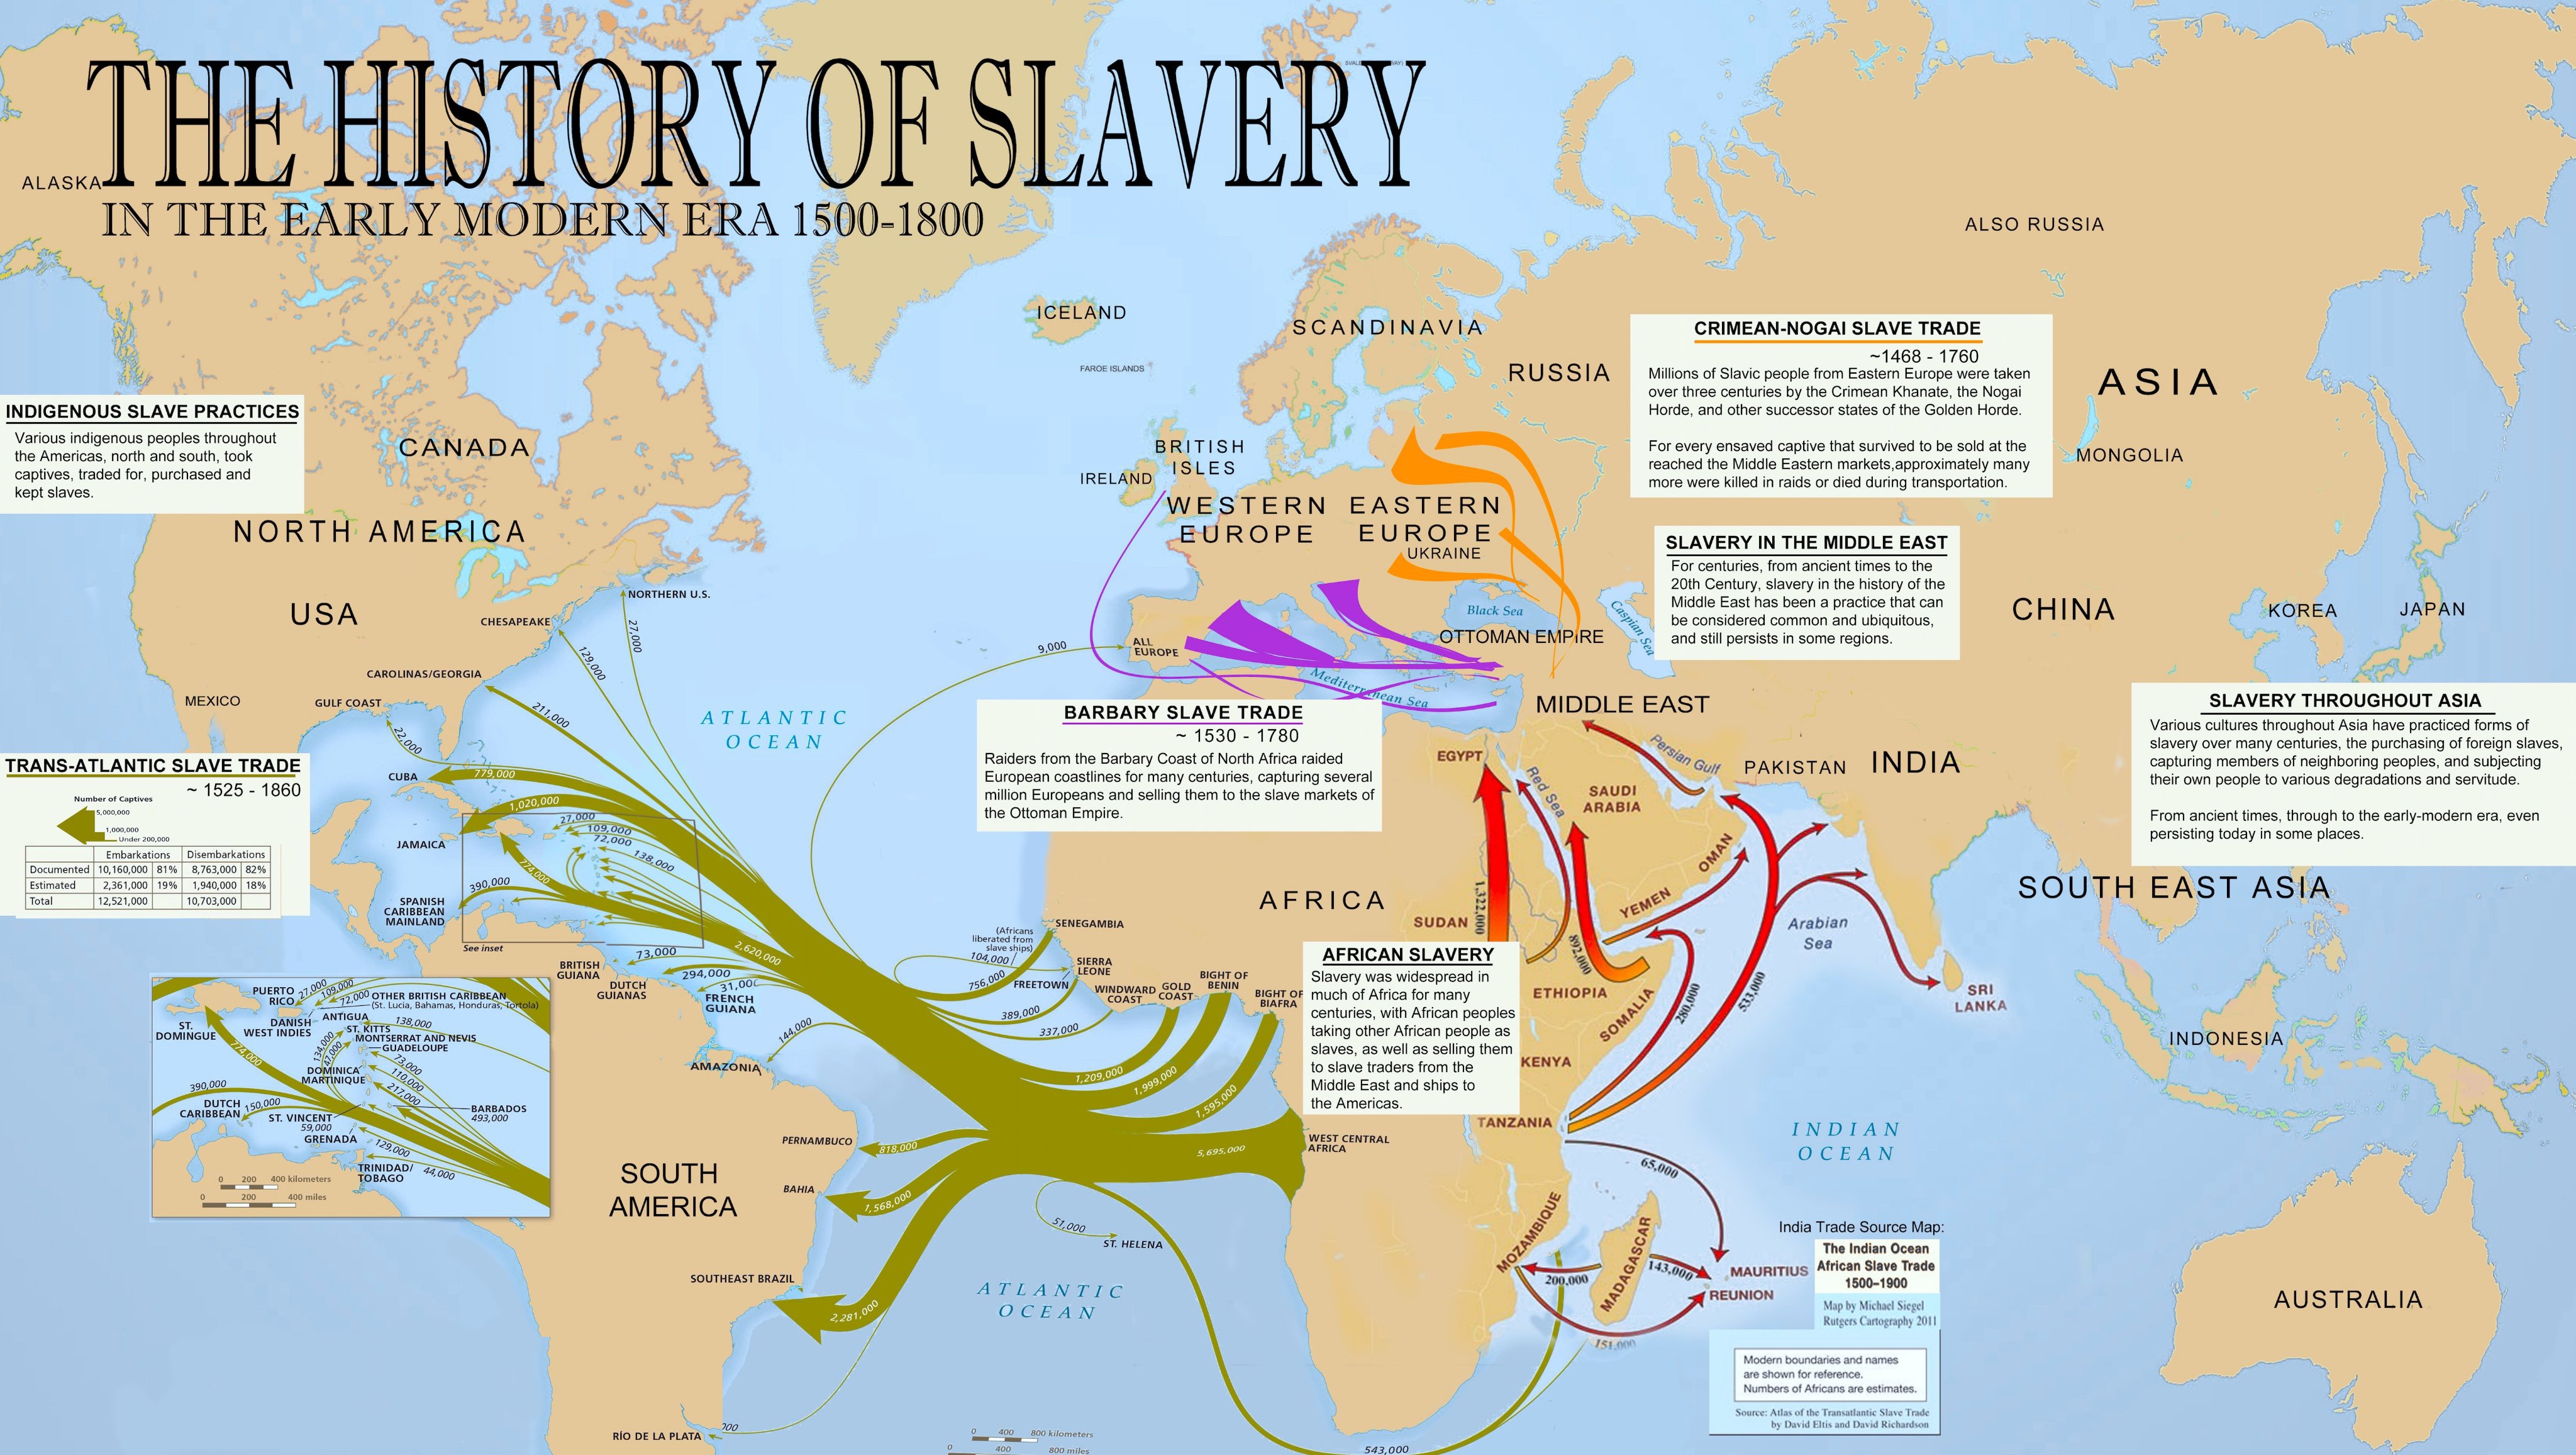 THE HISTORY OF SLAVERY
IN THE EARLY MODERN ERA 1500-1800
ALASKA
ICELAND
FAROE ISLANDS
SCANDINAVIA
RUSSIA
ALSO RUSSIA
ASIA
MONGOLIA
CHINA
KOREA
JAPAN
CANADA
NORTH AMERICA
USA
MEXICO
BRITISH
ISLES
IRELAND
WESTERN
EUROPE
EASTERN
EUROPE
UKRAINE
Black Sea
Caspian Sea
OTTOMAN EMPIRE
Mediterranean Sea
MIDDLE EAST
CRIMEAN-NOGAI SLAVE TRADE
~1468 - 1760
Millions of Slavic people from Eastern Europe were taken
over three centuries by the Crimean Khanate, the Nogai
Horde, and other successor states of the Golden Horde.
For every ensaved captive that survived to be sold at the
reached the Middle Eastern markets,approximately many
more were killed in raids or died during transportation.
SLAVERY IN THE MIDDLE EAST
For centuries, from ancient times to the
20th Century, slavery in the history of the
Middle East has been a practice that can
be considered common and ubiquitous,
and still persists in some regions.
INDIGENOUS SLAVE PRACTICES
Various indigenous peoples throughout
the Americas, north and south, took
captives, traded for, purchased and
kept slaves.
SLAVERY THROUGHOUT ASIA
Various cultures throughout Asia have practiced forms of
slavery over many centuries, the purchasing of foreign slaves,
capturing members of neighboring peoples, and subjecting
their own people to various degradations and servitude.
From ancient times, through to the early-modern era, even
persisting today in some places.
BARBARY SLAVE TRADE
~ 1530 - 1780
Raiders from the Barbary Coast of North Africa raided
European coastlines for many centuries, capturing several
million Europeans and selling them to the slave markets of
the Ottoman Empire.
TRANS-ATLANTIC SLAVE TRADE
~ 1525 - 1860
Number of Captives
5,000,000
1,000,000
Under 200,000
Embarkations Disembarkations
Documented 10,160,000 81% 8,763,000 82%
Estimated 2,361,000 19% 1,940,000 18%
Total 12,521,000 10,703,000
NORTHERN U.S.
27,000
CHESAPEAKE
129,000
CAROLINAS/GEORGIA
211,000
GULF COAST
22,000
CUBA
779,000
1,020,000
JAMAICA
27,000
109,000
72,000
138,000
774,000
390,000
SPANISH
CARIBBEAN
MAINLAND
See inset
2,620,000
ATLANTIC
OCEAN
9,000
ALL
EUROPE
BRITISH
GUIANA
73,000
DUTCH
GUIANAS
294,000
31,00
FRENCH
GUIANA
AMAZONIA
144,000
(Africans
liberated from
slave ships)
104,000
SENEGAMBIA
756,000
SIERRA
LEONE
FREETOWN
389,000
337,000
WINDWARD
COAST
GOLD
COAST
BIGHT OF
BENIN
BIGHT OF
BIAFRA
1,209,000
1,999,000
1,595,000
5,695,000
WEST CENTRAL
AFRICA
PERNAMBUCO
818,000
BAHIA
1,568,000
SOUTH
AMERICA
SOUTHEAST BRAZIL
2,281,000
RÍO DE LA PLATA
51,000
ST. HELENA
ATLANTIC
OCEAN
0 400 800 kilometers
0 400 800 miles
543,000
PUERTO
RICO
27,000
109,000
72,000
OTHER BRITISH CARIBBEAN
(St. Lucia, Bahamas, Honduras, Tortola)
ST.
DOMINGUE
DANISH
WEST INDIES
ANTIGUA
138,000
ST. KITTS
MONTSERRAT AND NEVIS
GUADELOUPE
134,000
47,000
774,000
73,000
110,000
217,000
DOMINICA
MARTINIQUE
390,000
DUTCH
CARIBBEAN
150,000
ST. VINCENT
59,000
GRENADA
BARBADOS
493,000
129,000
44,000
TRINIDAD/
TOBAGO
0 200 400 kilometers
0 200 400 miles
AFRICA
AFRICAN SLAVERY
Slavery was widespread in
much of Africa for many
centuries, with African peoples
taking other African people as
slaves, as well as selling them
to slave traders from the
Middle East and ships to
the Americas.
EGYPT
Red Sea
SAUDI
ARABIA
Persian Gulf
PAKISTAN
INDIA
1,322,000
SUDAN
892,000
YEMEN
OMAN
Arabian
Sea
ETHIOPIA
SOMALIA
280,000
533,000
KENYA
TANZANIA
SRI
LANKA
SOUTH EAST ASIA
INDONESIA
INDIAN
OCEAN
65,000
MOZAMBIQUE
MADAGASCAR
200,000
143,000
151,000
MAURITIUS
REUNION
AUSTRALIA
India Trade Source Map:
The Indian Ocean
African Slave Trade
1500–1900
Map by Michael Siegel
Rutgers Cartography 2011
Modern boundaries and names
are shown for reference.
Numbers of Africans are estimates.
Source: Atlas of the Transatlantic Slave Trade
by David Eltis and David Richardson